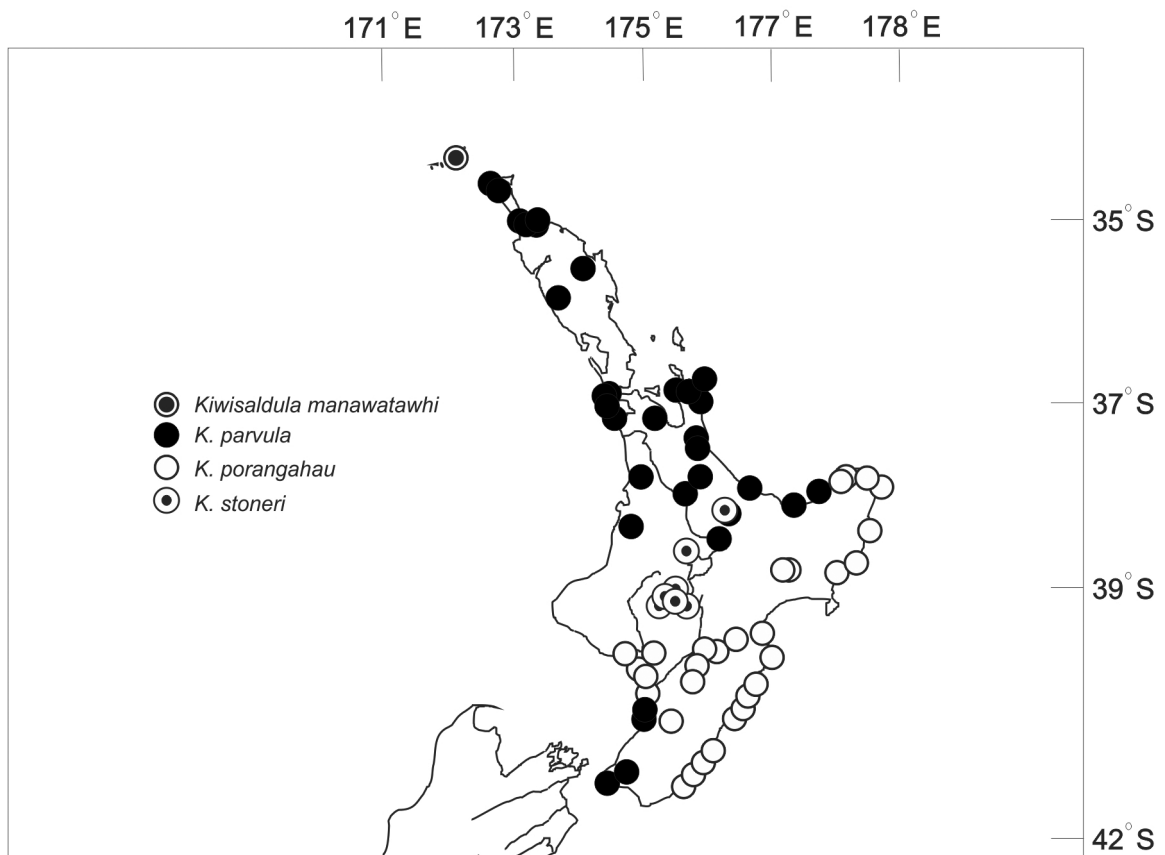 171° E 173° E 175° E 177° E 178° E
35° S
37° S
Kiwisaldula manawatawhi
K. parvula
K. porangahau
K. stoneri
39° S
42° S